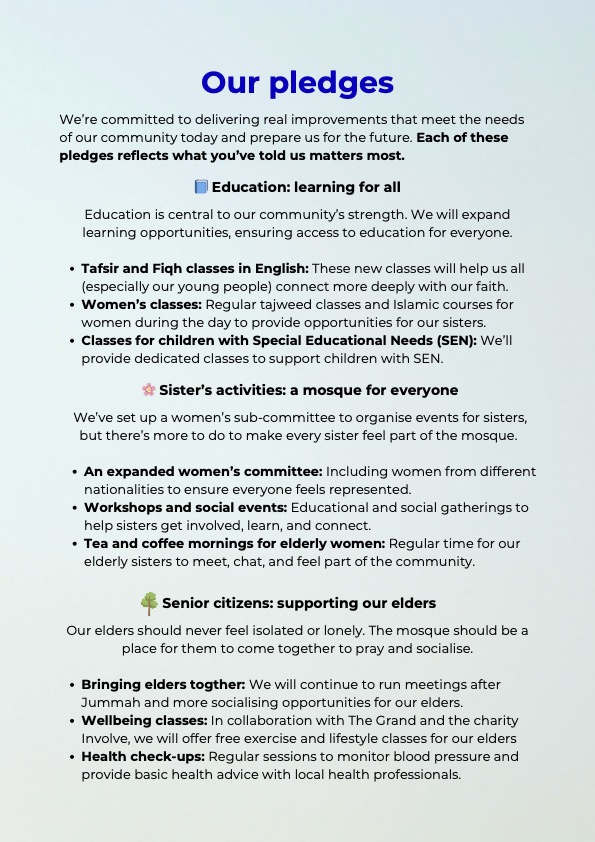 Our pledges
We’re committed to delivering real improvements that meet the needs
of our community today and prepare us for the future. Each of these
pledges reflects what you’ve told us matters most.
Education: learning for all
Education is central to our community’s strength. We will expand
learning opportunities, ensuring access to education for everyone.
• Tafsir and Fiqh classes in English: These new classes will help us all
(especially our young people) connect more deeply with our faith.
• Women’s classes: Regular tajweed classes and Islamic courses for
women during the day to provide opportunities for our sisters.
• Classes for children with Special Educational Needs (SEN): We’ll
provide dedicated classes to support children with SEN.
Sister’s activities: a mosque for everyone
We’ve set up a women’s sub-committee to organise events for sisters,
but there’s more to do to make every sister feel part of the mosque.
• An expanded women’s committee: Including women from different
nationalities to ensure everyone feels represented.
• Workshops and social events: Educational and social gatherings to
help sisters get involved, learn, and connect.
• Tea and coffee mornings for elderly women: Regular time for our
elderly sisters to meet, chat, and feel part of the community.
Senior citizens: supporting our elders
Our elders should never feel isolated or lonely. The mosque should be a
place for them to come together to pray and socialise.
• Bringing elders togther: We will continue to run meetings after
Jummah and more socialising opportunities for our elders.
• Wellbeing classes: In collaboration with The Grand and the charity
Involve, we will offer free exercise and lifestyle classes for our elders
• Health check-ups: Regular sessions to monitor blood pressure and
provide basic health advice with local health professionals.